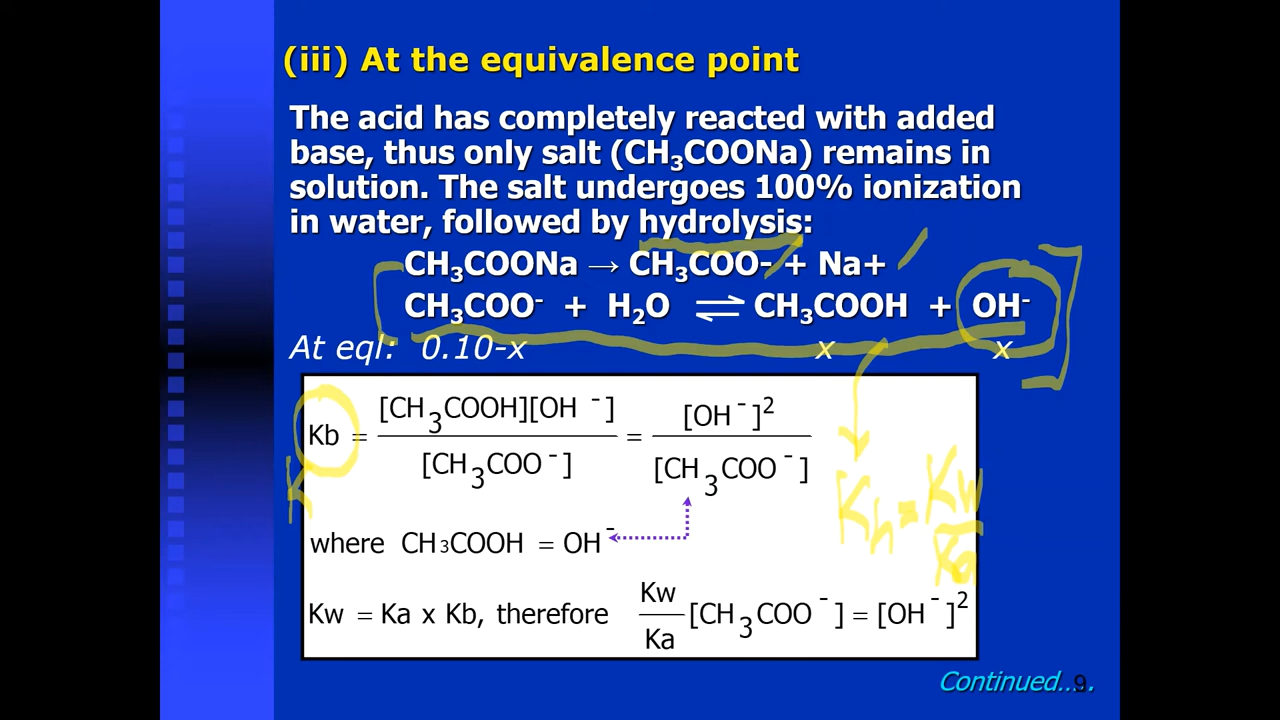 (iii) At the equivalence point
The acid has completely reacted with added
base, thus only salt (CH₃COONa) remains in
solution. The salt undergoes 100% ionization
in water, followed by hydrolysis:
CH₃COONa → CH₃COO- + Na+
CH₃COO⁻ + H₂O ⇌ CH₃COOH + OH⁻
At eql: 0.10-x x x
Kb = [CH₃COOH][OH⁻] / [CH₃COO⁻] = [OH⁻]² / [CH₃COO⁻]
Kh = Kw / Ka
where CH₃COOH = OH⁻
Kw = Ka x Kb, therefore Kw / Ka [CH₃COO⁻] = [OH⁻]²
Continued....
9